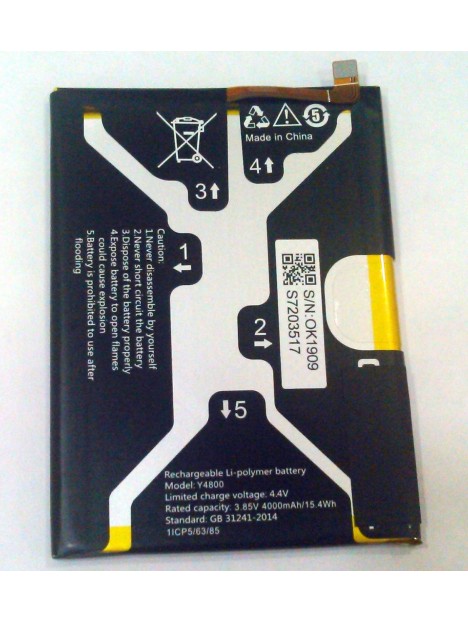 5
Made in China
3
4
1
2
5
Caution:
1.Never disassemble by yourself
2.Never short circuit the battery
3.Dispose of the battery properly
4.Expose battery to open flames
could cause explosion
5.Battery is prohibited to use after
flooding
S/N:OK1909
S7203517
Rechargeable Li-polymer battery
Model: Y4800
Limited charge voltage: 4.4V
Rated capacity: 3.85V 4000mAh/15.4Wh
Standard: GB 31241-2014
1ICP5/63/85